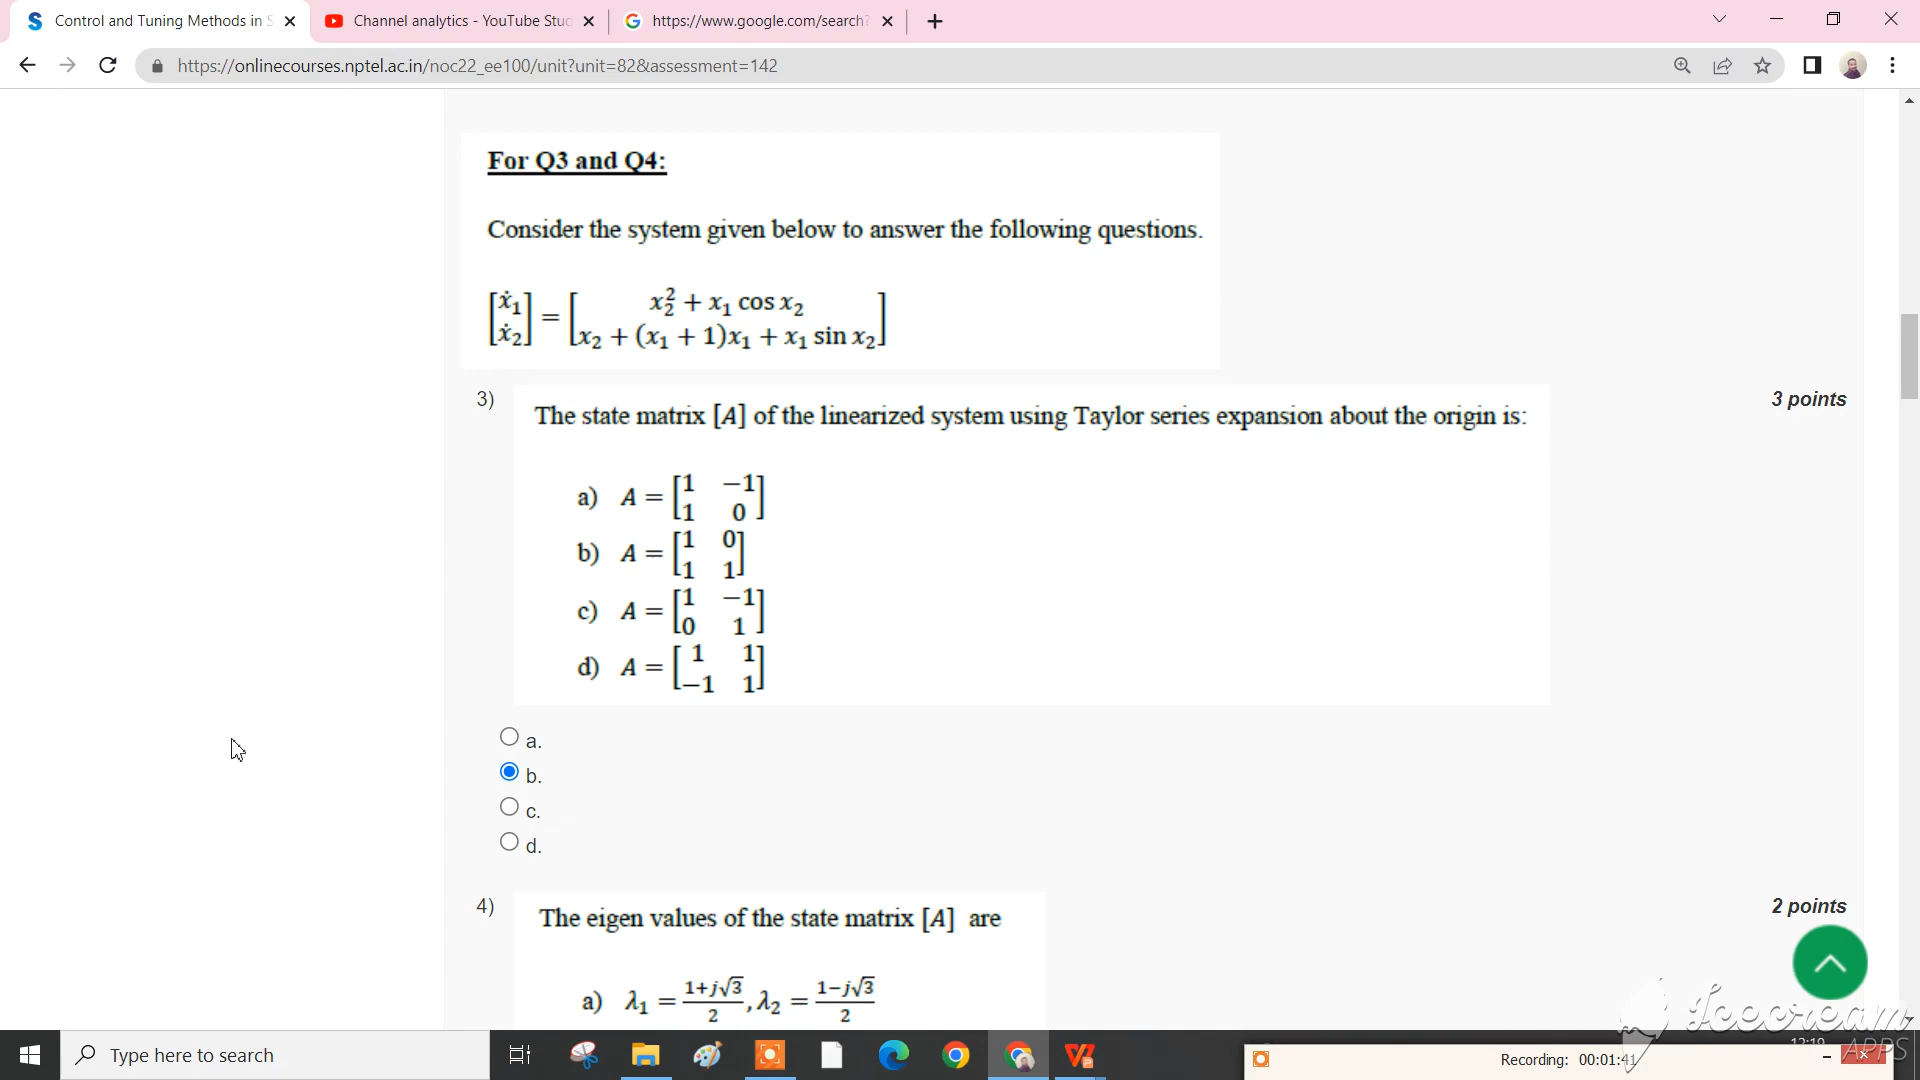 Control and Tuning Methods in S
Channel analytics - YouTube Stud
https://www.google.com/search?
https://onlinecourses.nptel.ac.in/noc22_ee100/unit?unit=82&assessment=142
For Q3 and Q4:
Consider the system given below to answer the following questions.
[ẋ₁ ; ẋ₂] = [x₂² + x₁ cos x₂ ; x₂ + (x₁ + 1)x₁ + x₁ sin x₂]
3)
3 points
The state matrix [A] of the linearized system using Taylor series expansion about the origin is:
a) A = [1 −1 ; 1 0]
b) A = [1 0 ; 1 1]
c) A = [1 −1 ; 0 1]
d) A = [1 1 ; −1 1]
a.
b.
c.
d.
4)
2 points
The eigen values of the state matrix [A] are
a) λ₁ = (1+j√3)/2, λ₂ = (1−j√3)/2
Icecream
APPS
Type here to search
Recording: 00:01:41